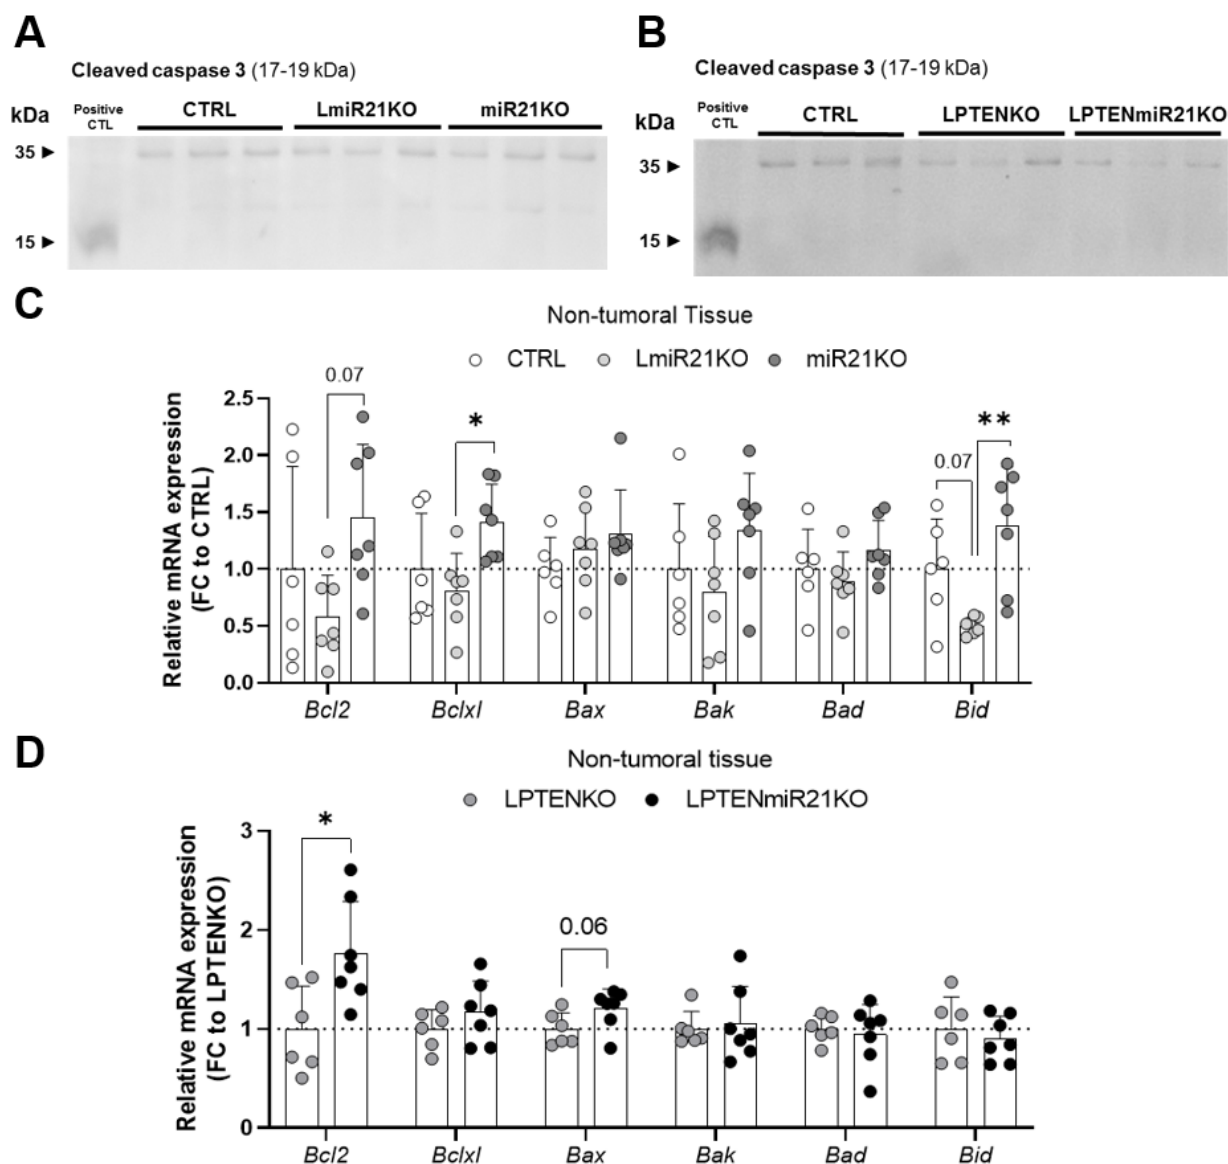 A
Cleaved caspase 3 (17-19 kDa)
kDa
Positive
CTL
CTRL
LmiR21KO
miR21KO
35 ►
15 ►
B
Cleaved caspase 3 (17-19 kDa)
kDa
Positive
CTL
CTRL
LPTENKO
LPTENmiR21KO
35 ►
15 ►
C
Non-tumoral Tissue
CTRL LmiR21KO miR21KO
Relative mRNA expression
(FC to CTRL)
2.5
2.0
1.5
1.0
0.5
0.0
0.07
*
0.07
**
Bcl2 Bclxl Bax Bak Bad Bid
D
Non-tumoral tissue
LPTENKO LPTENmiR21KO
Relative mRNA expression
(FC to LPTENKO)
3
2
1
0
*
0.06
Bcl2 Bclxl Bax Bak Bad Bid